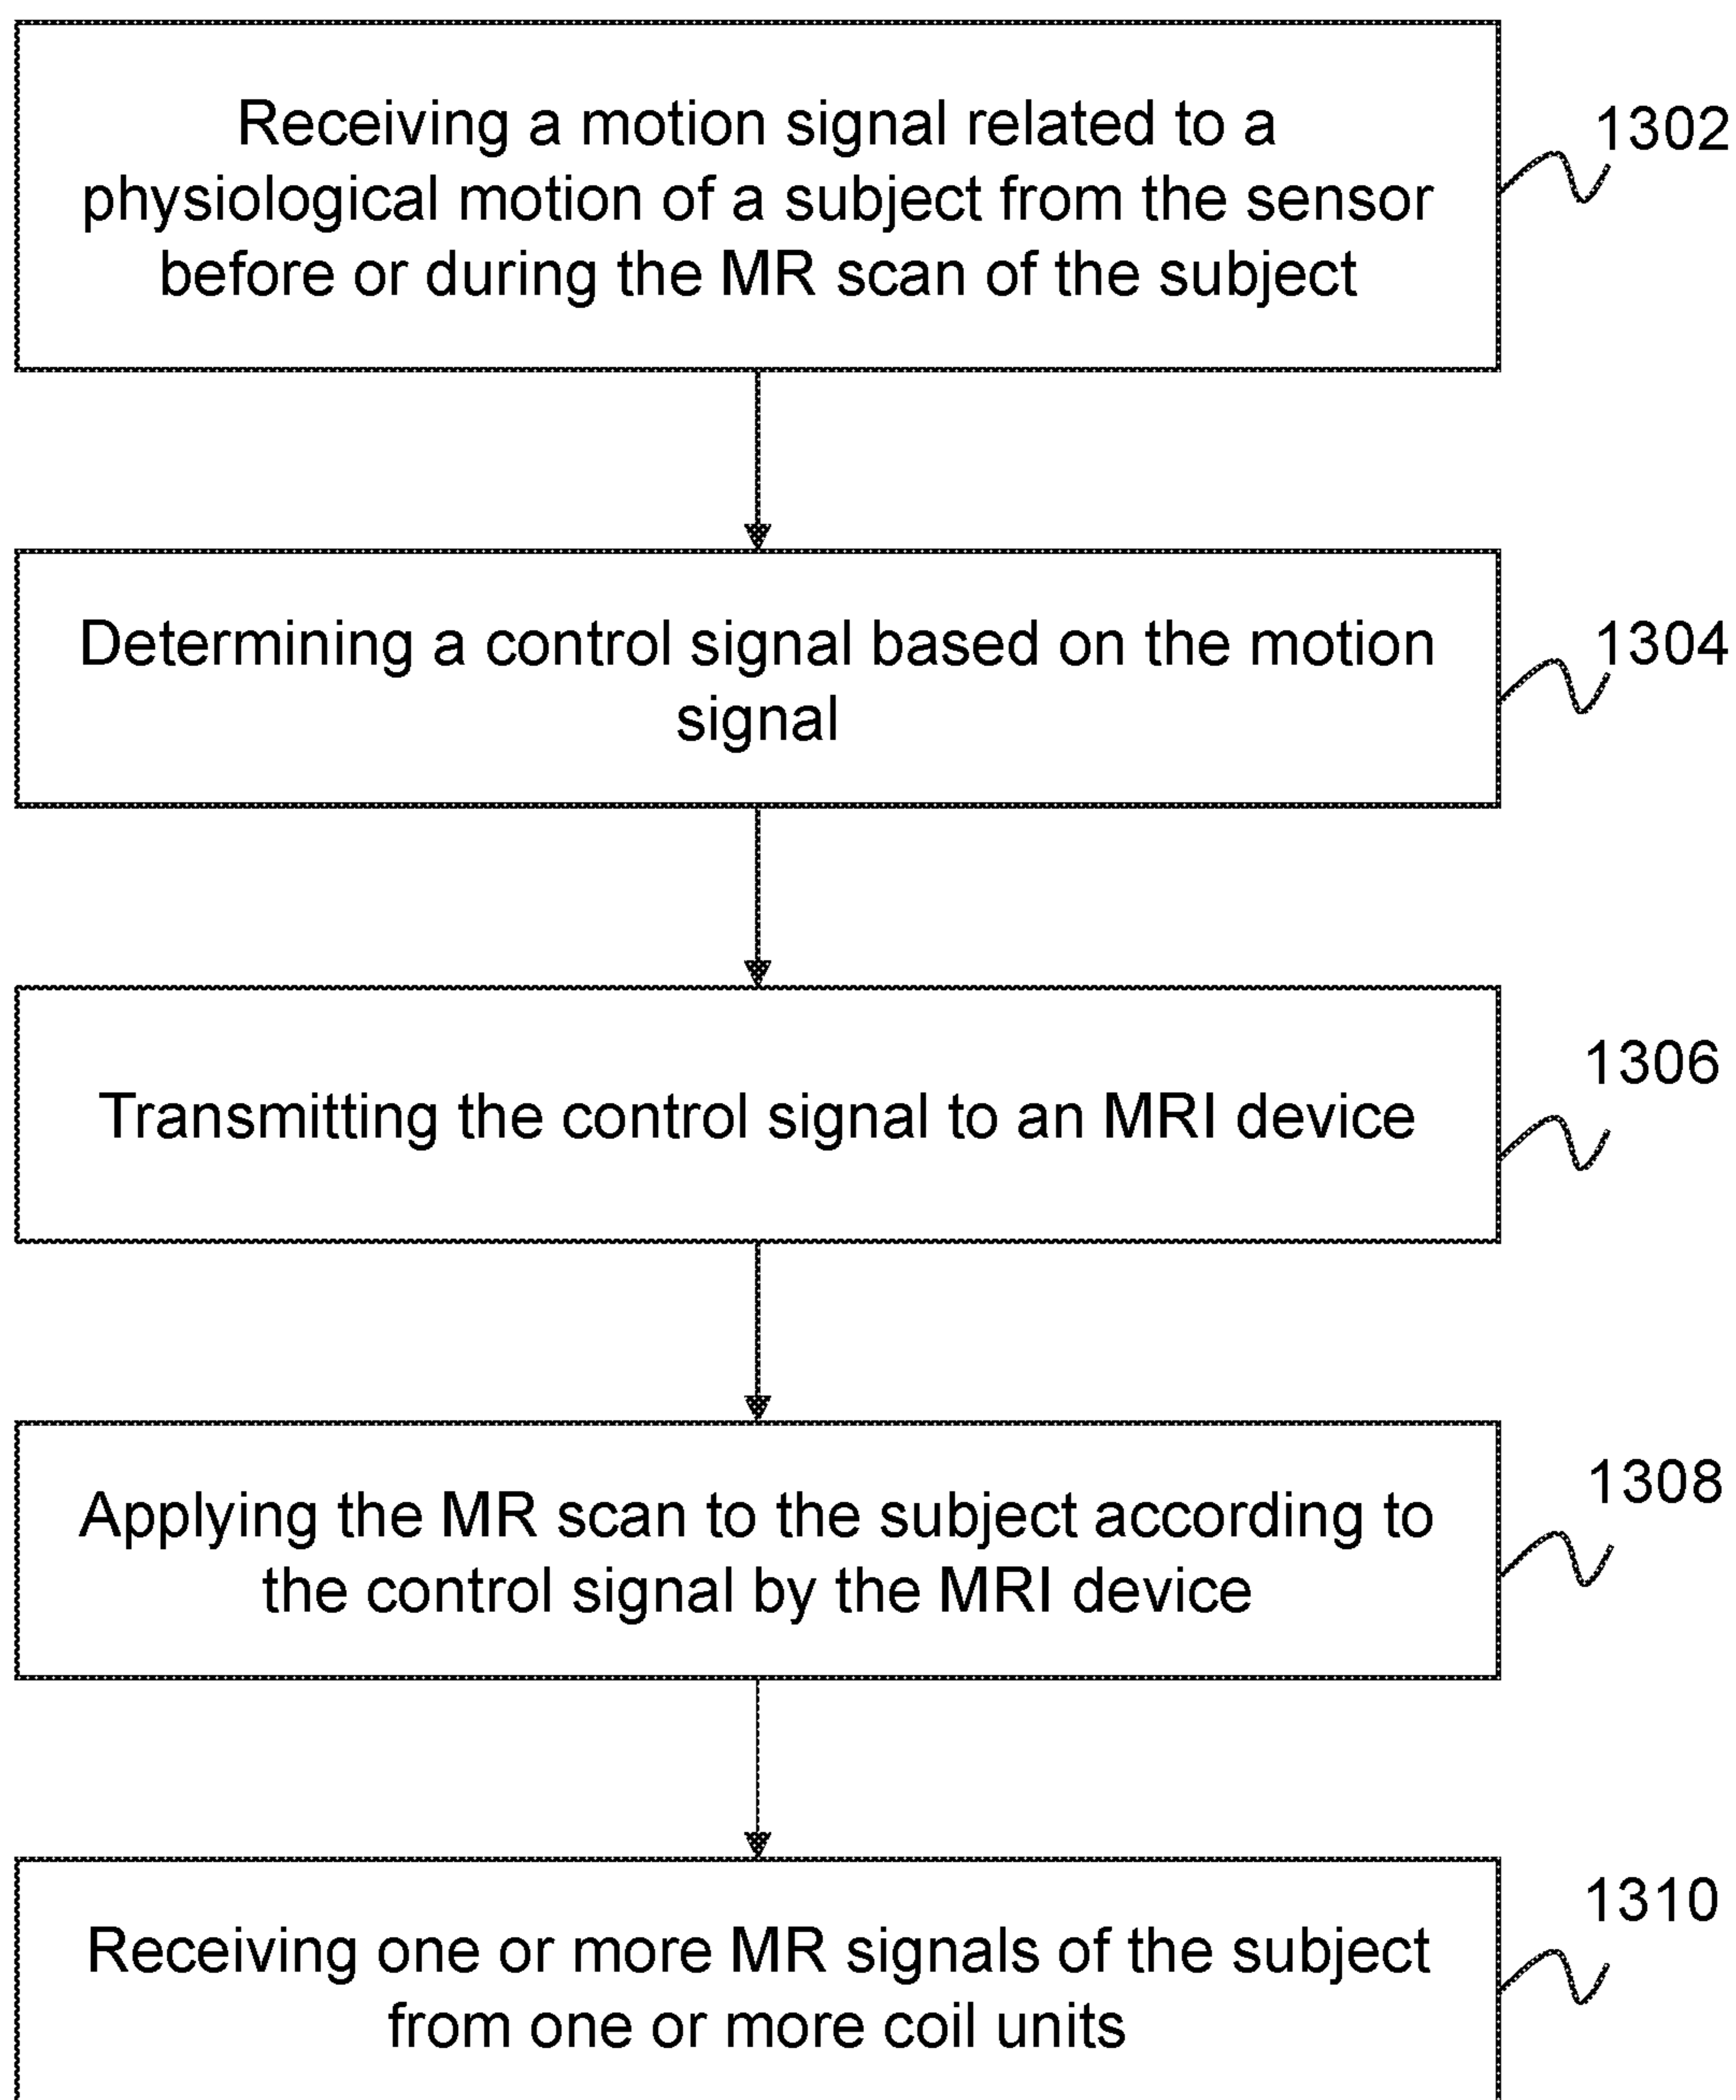 Receiving a motion signal related to a
physiological motion of a subject from the sensor
before or during the MR scan of the subject
1302
Determining a control signal based on the motion
signal
1304
Transmitting the control signal to an MRI device
1306
Applying the MR scan to the subject according to
the control signal by the MRI device
1308
Receiving one or more MR signals of the subject
from one or more coil units
1310